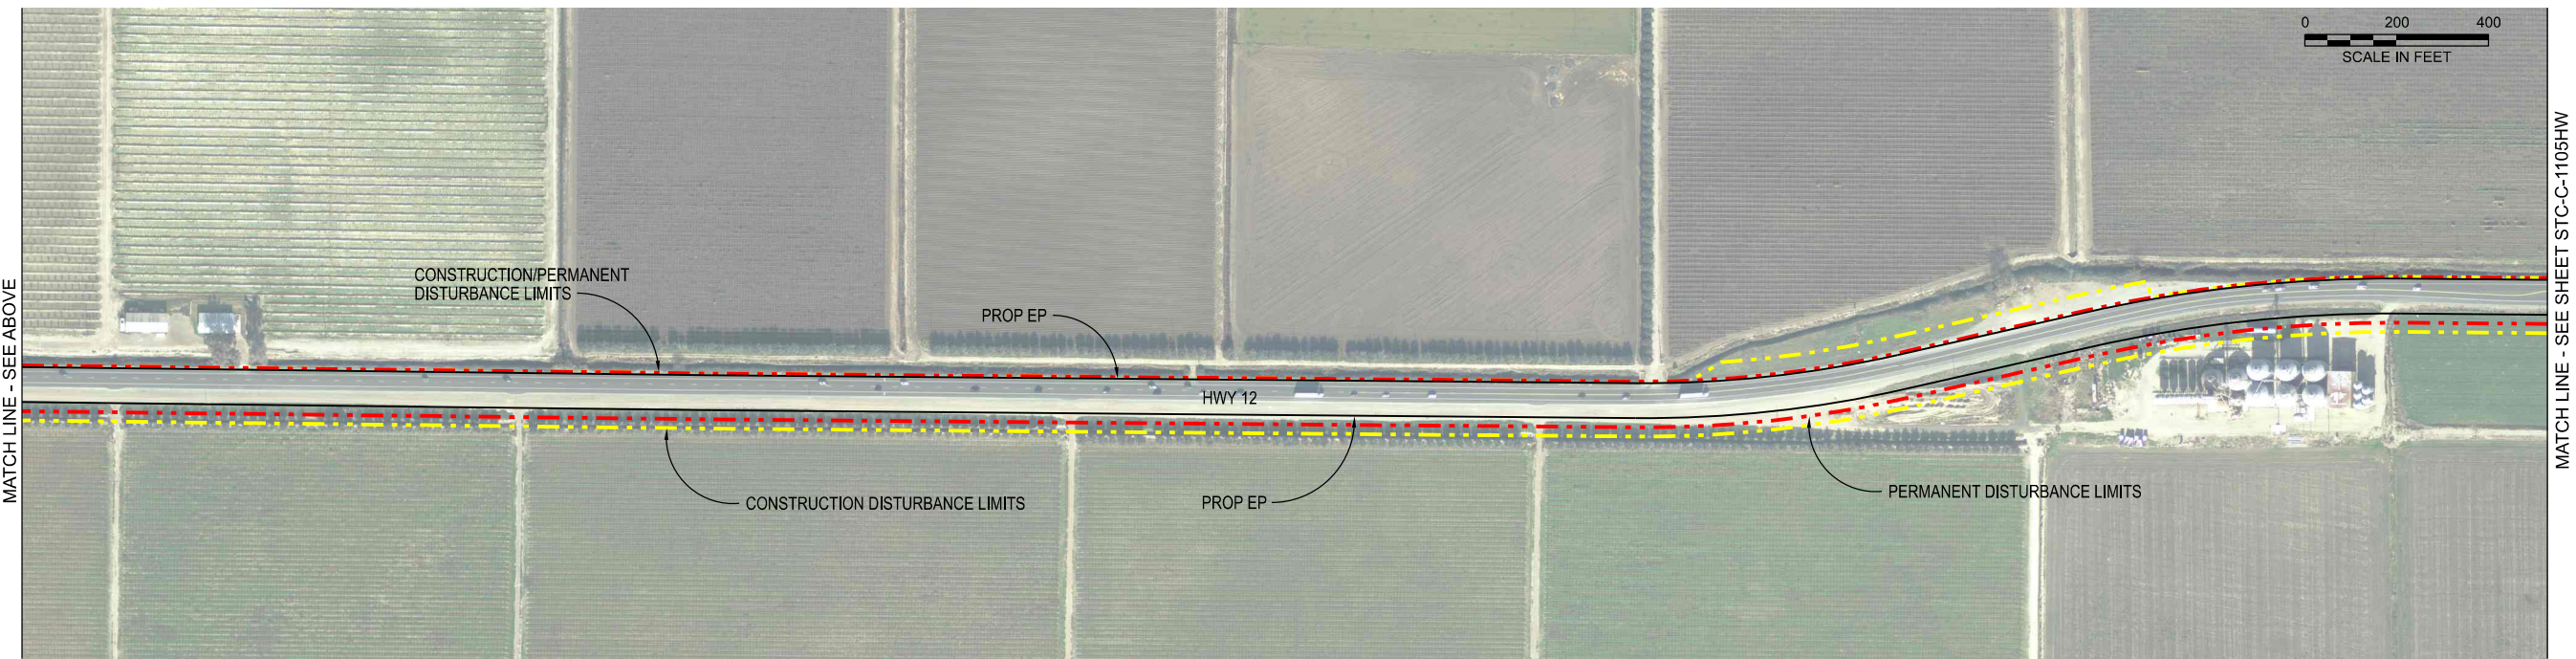 0 200 400
SCALE IN FEET
MATCH LINE - SEE ABOVE
MATCH LINE - SEE SHEET STC-C-1105HW
CONSTRUCTION/PERMANENT
DISTURBANCE LIMITS
PROP EP
HWY 12
CONSTRUCTION DISTURBANCE LIMITS
PROP EP
PERMANENT DISTURBANCE LIMITS